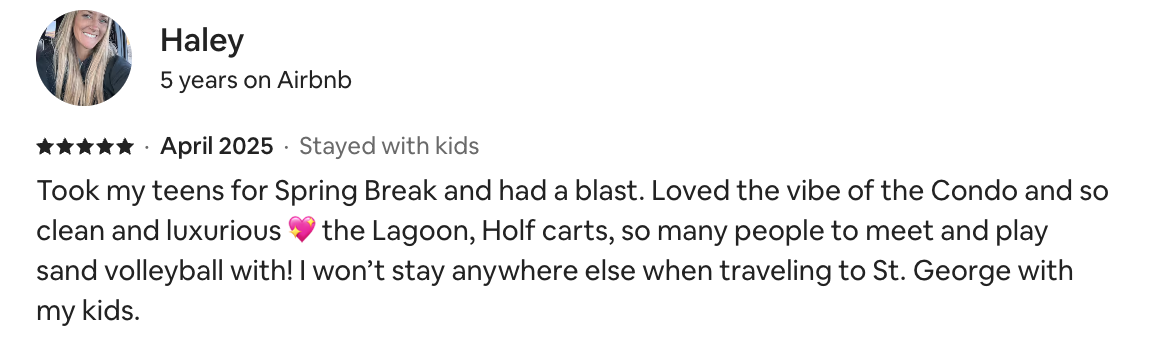 Haley
5 years on Airbnb
★★★★★ · April 2025 · Stayed with kids
Took my teens for Spring Break and had a blast. Loved the vibe of the Condo and so
clean and luxurious 💖 the Lagoon, Holf carts, so many people to meet and play
sand volleyball with! I won’t stay anywhere else when traveling to St. George with
my kids.